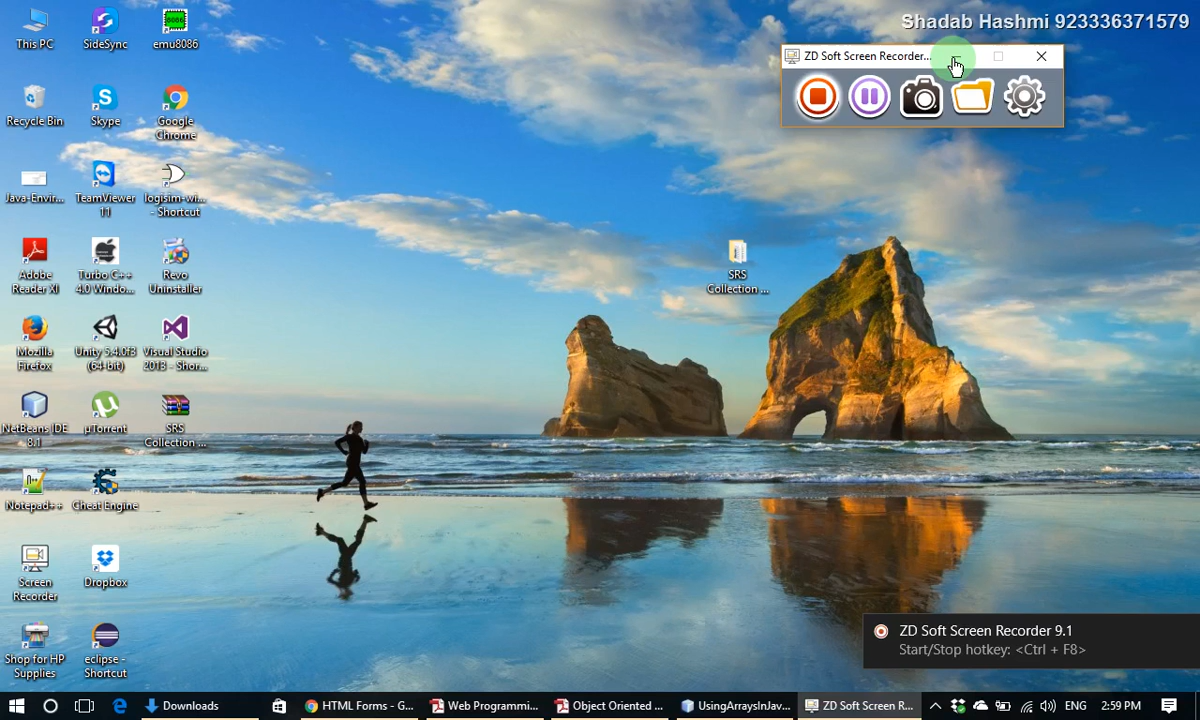 Shadab Hashmi 923336371579
ZD Soft Screen Recorder...
This PC
SideSync
8086
emu8086
Recycle Bin
Skype
Google
Chrome
Java-Envir...
TeamViewer
11
logisim-wi...
- Shortcut
Adobe
Reader XI
Turbo C++
4.0 Windo...
Revo
Uninstaller
SRS
Collection ...
Mozilla
Firefox
Unity 5.4.0f3
(64-bit)
Visual Studio
2013 - Shor...
NetBeans IDE
8.1
µTorrent
SRS
Collection ...
Notepad++
Cheat Engine
Screen
Recorder
Dropbox
Shop for HP
Supplies
eclipse -
Shortcut
ZD Soft Screen Recorder 9.1
Start/Stop hotkey: <Ctrl + F8>
Downloads
HTML Forms - G...
Web Programmi...
Object Oriented ...
UsingArraysInJav...
ZD Soft Screen R...
ENG
2:59 PM